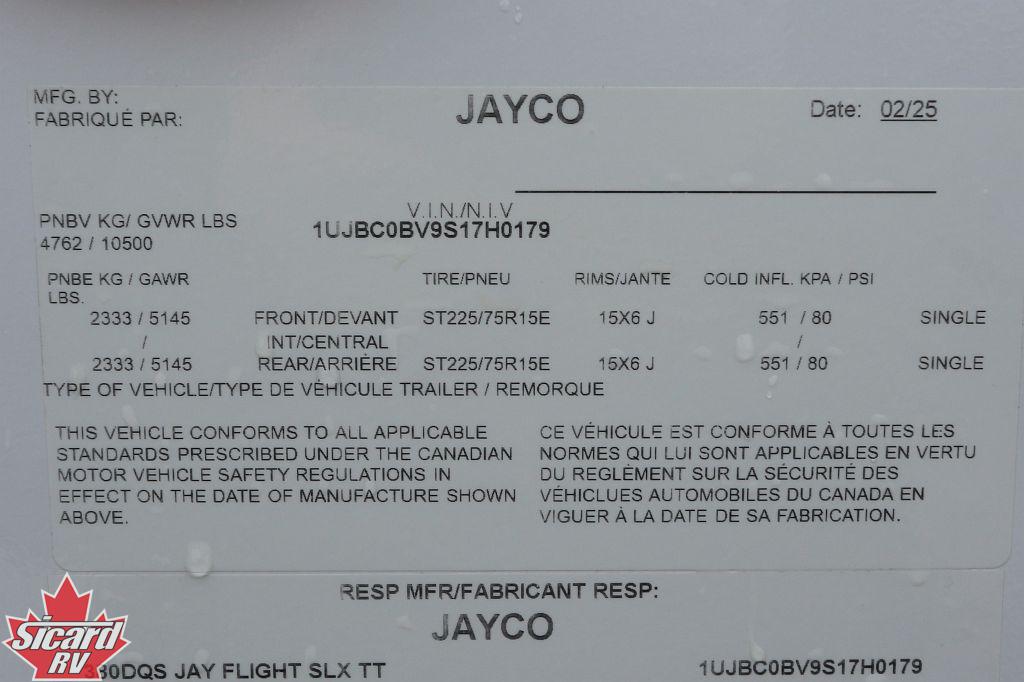 MFG. BY:
FABRIQUÉ PAR:
JAYCO
Date: 02/25
PNBV KG/ GVWR LBS
4762 / 10500
V.I.N./N.I.V
1UJBC0BV9S17H0179
PNBE KG / GAWR LBS. TIRE/PNEU RIMS/JANTE COLD INFL. KPA / PSI
2333 / 5145 FRONT/DEVANT ST225/75R15E 15X6 J 551 / 80 SINGLE
/ INT/CENTRAL /
2333 / 5145 REAR/ARRIÈRE ST225/75R15E 15X6 J 551 / 80 SINGLE
TYPE OF VEHICLE/TYPE DE VÉHICULE TRAILER / REMORQUE
THIS VEHICLE CONFORMS TO ALL APPLICABLE
STANDARDS PRESCRIBED UNDER THE CANADIAN
MOTOR VEHICLE SAFETY REGULATIONS IN
EFFECT ON THE DATE OF MANUFACTURE SHOWN
ABOVE.
CE VÉHICULE EST CONFORME À TOUTES LES
NORMES QUI LUI SONT APPLICABLES EN VERTU
DU REGLÈMENT SUR LA SÉCURITÉ DES
VÉHICLUES AUTOMOBILES DU CANADA EN
VIGUER À LA DATE DE SA FABRICATION.
RESP MFR/FABRICANT RESP:
JAYCO
JAY FLIGHT SLX TT 1UJBC0BV9S17H0179
Sicard
RV